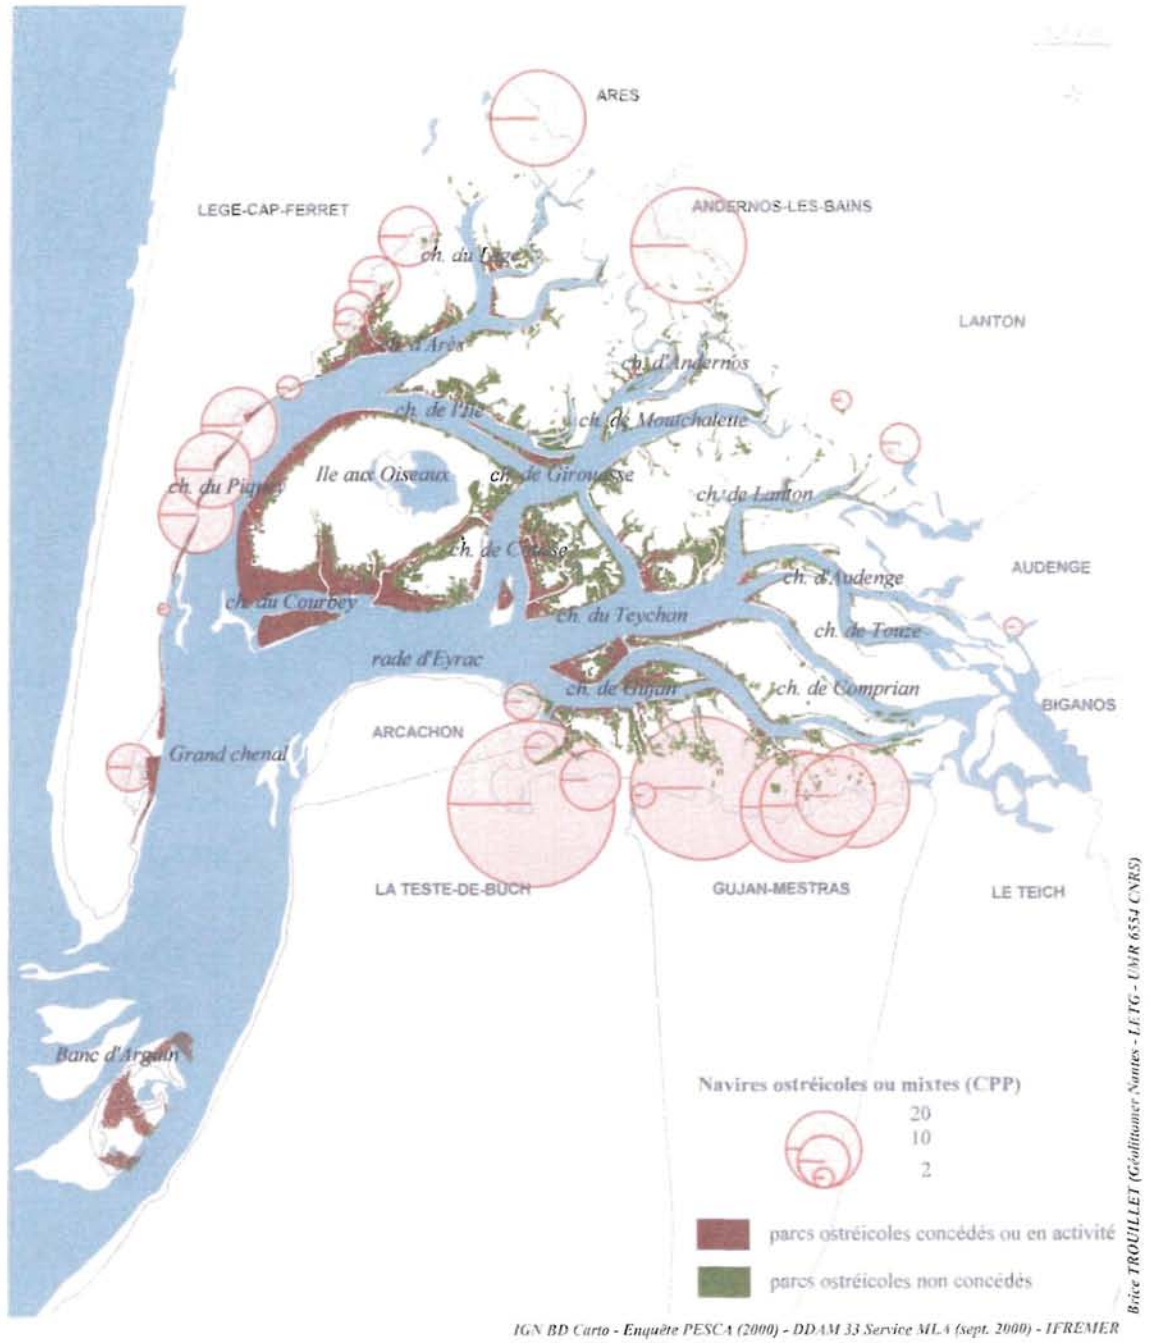 ARES
LEGE-CAP-FERRET
ANDERNOS-LES-BAINS
ch. du Lège
LANTON
ch. d'Arès
ch. d'Andernos
ch. de l'Ile
ch. de Moutchalette
Ile aux Oiseaux
ch. de Girouasse
ch. du Piquey
ch. de Lanton
ch. de Cousse
AUDENGE
ch. d'Audenge
ch. du Courbey
ch. du Teychan
ch. de Touze
rade d'Eyrac
ch. de Gujan
ch. de Comprian
BIGANOS
ARCACHON
Grand chenal
LA TESTE-DE-BUCH
GUJAN-MESTRAS
LE TEICH
Banc d'Arguin
Navires ostréicoles ou mixtes (CPP)
20
10
2
parcs ostréicoles concédés ou en activité
parcs ostréicoles non concédés
Brice TROUILLET (Géolittomer Nantes - LETG - UMR 6554 CNRS)
IGN BD Carto - Enquête PESCA (2000) - DDAM 33 Service MLA (sept. 2000) - IFREMER